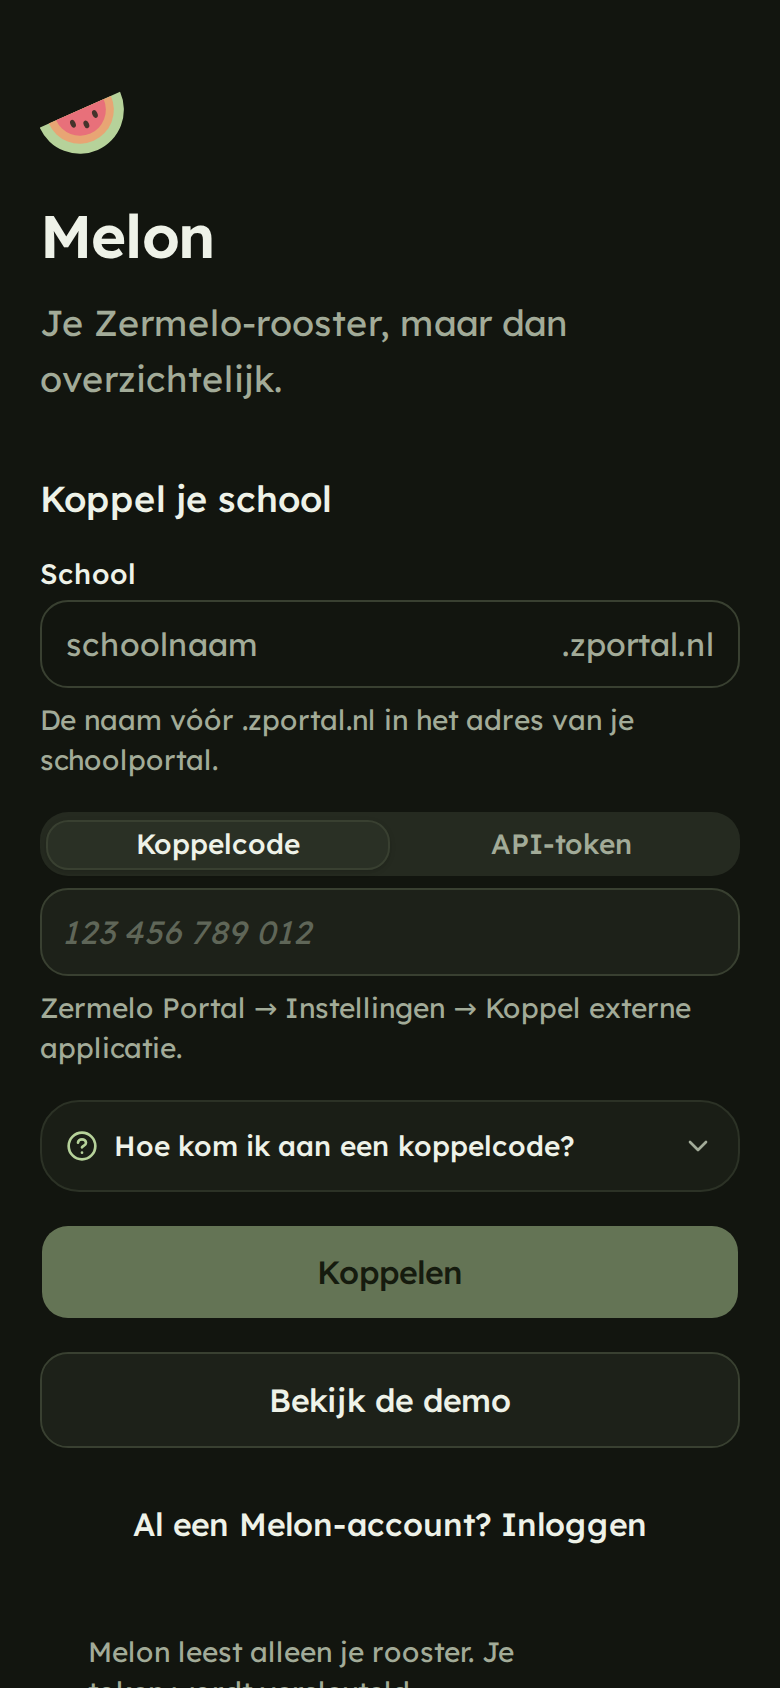 Melon
Je Zermelo-rooster, maar dan
overzichtelijk.
Koppel je school
School
schoolnaam .zportal.nl
De naam vóór .zportal.nl in het adres van je
schoolportal.
Koppelcode API-token
123 456 789 012
Zermelo Portal → Instellingen → Koppel externe
applicatie.
Hoe kom ik aan een koppelcode?
Koppelen
Bekijk de demo
Al een Melon-account? Inloggen
Melon leest alleen je rooster. Je
token wordt versleuteld